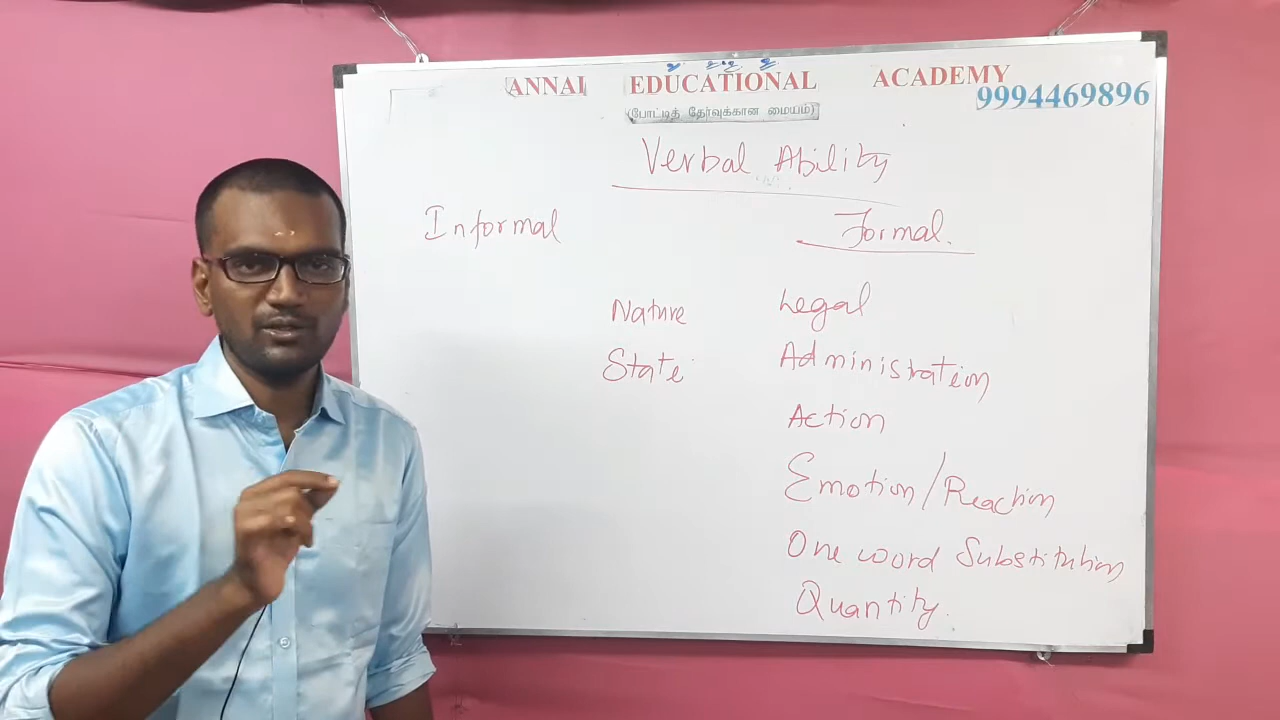 ANNAI EDUCATIONAL ACADEMY
9994469896
(போட்டித் தேர்வுக்கான மையம்)
Verbal Ability
Informal Formal.
Nature Legal
State Administration
Action
Emotion/Reaction
One word Substitution
Quantity.